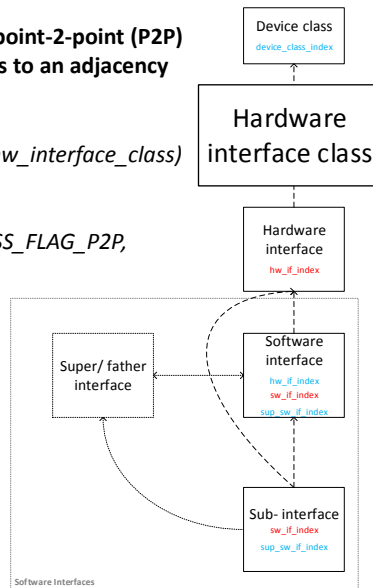 point-2-point (P2P)
s to an adjacency
w_interface_class)
SS_FLAG_P2P,
Device class
device_class_index
Hardware
interface class
Hardware
interface
hw_if_index
Super/ father
interface
Software
interface
hw_if_index
sw_if_index
sup_sw_if_index
Sub- interface
sw_if_index
sup_sw_if_index
Software Interfaces